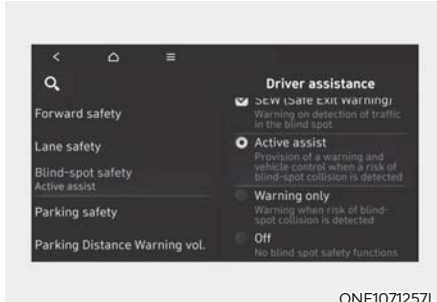 Driver assistance
Forward safety
Lane safety
Blind-spot safety
Active assist
Parking safety
Parking Distance Warning vol.
SEW (Safe Exit Warning)
Warning on detection of traffic
in the blind spot
Active assist
Provision of a warning and
vehicle control when a risk of
blind-spot collision is detected
Warning only
Warning when risk of blind-
spot collision is detected
Off
No blind spot safety functions
ONE1071257L